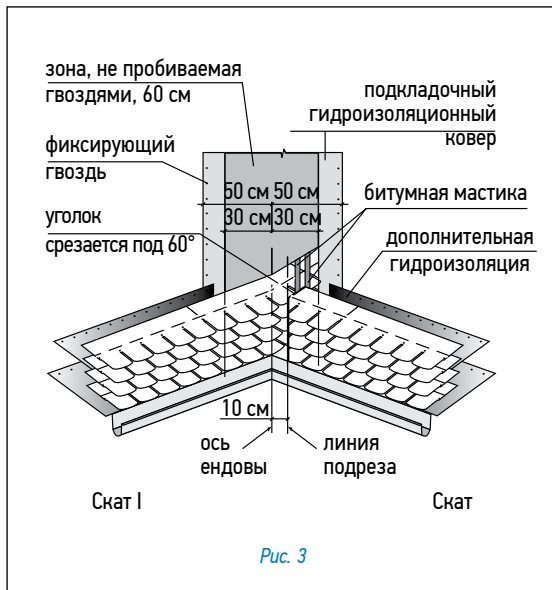 зона, не пробиваемая
гвоздями, 60 см
подкладочный
гидроизоляционный
ковер
фиксирующий
гвоздь
50 см 50 см
битумная мастика
30 см 30 см
уголок
срезается под 60°
дополнительная
гидроизоляция
10 см
ось
ендовы
линия
подреза
Скат I
Скат
Рис. 3